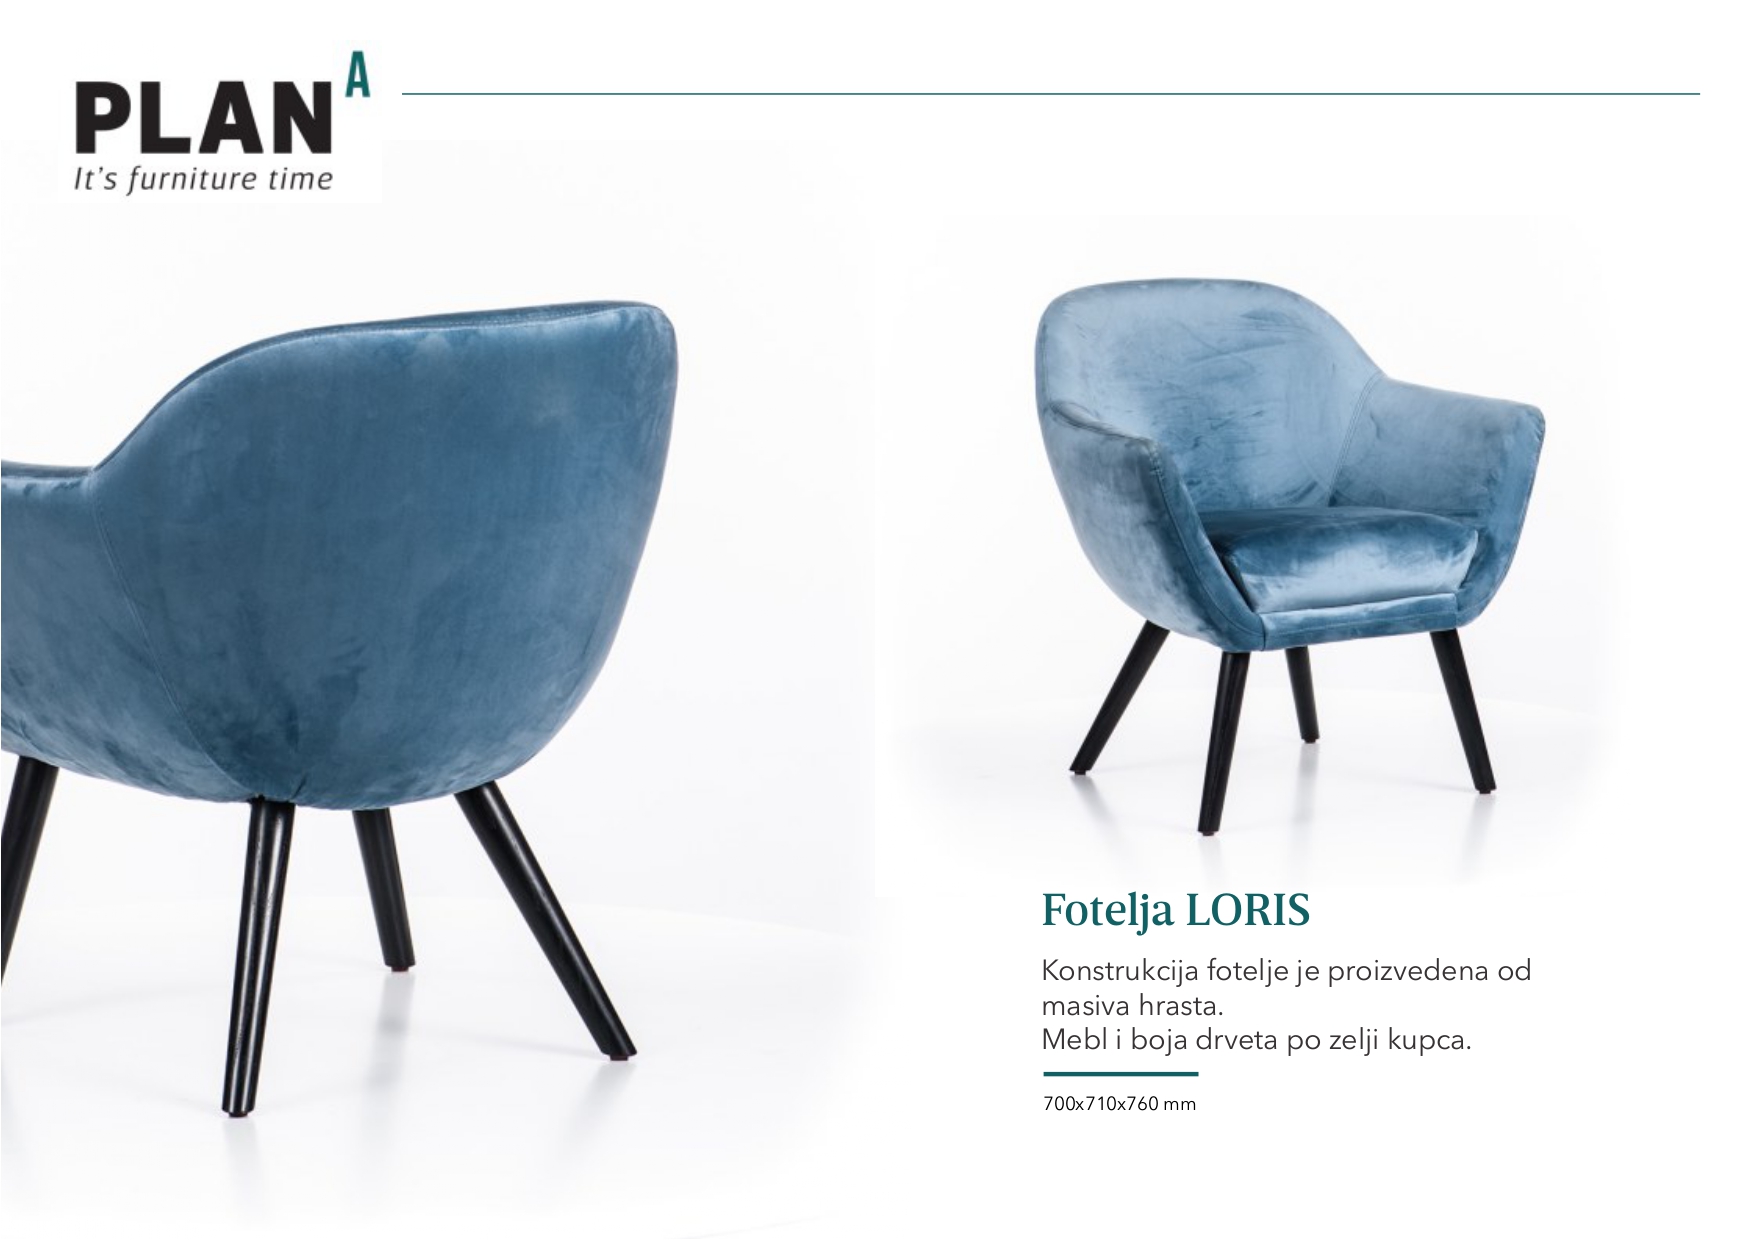 PLAN A
It's furniture time
Fotelja LORIS
Konstrukcija fotelje je proizvedena od
masiva hrasta.
Mebl i boja drveta po zelji kupca.
700x710x760 mm